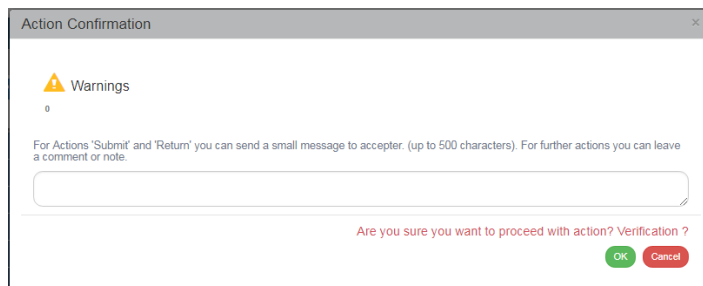 Action Confirmation
×
Warnings
0
For Actions 'Submit' and 'Return' you can send a small message to accepter. (up to 500 characters). For further actions you can leave
a comment or note.
Are you sure you want to proceed with action? Verification ?
OK Cancel